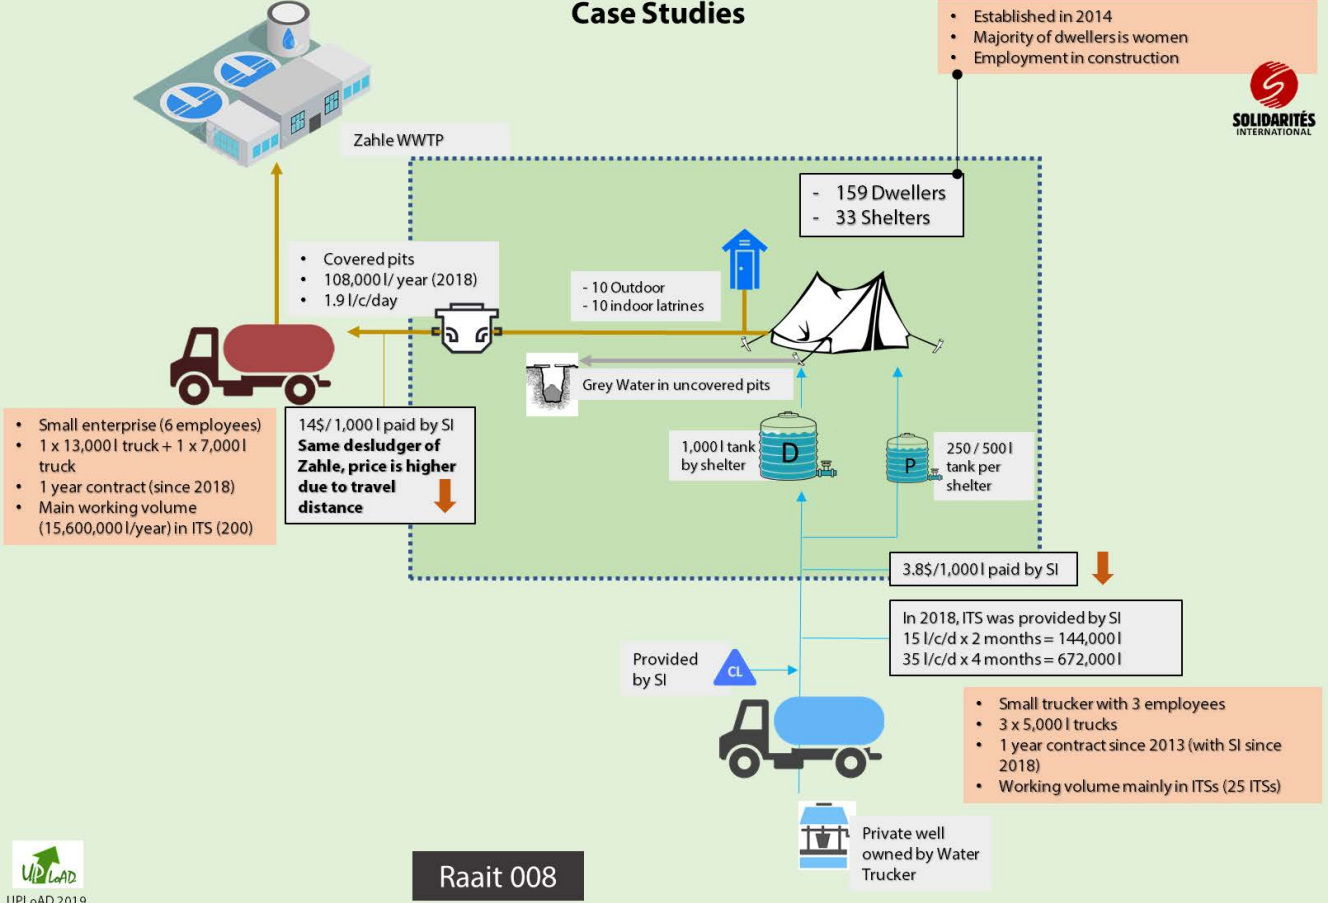 Case Studies
• Established in 2014
• Majority of dwellers is women
• Employment in construction
SOLIDARITÉS
INTERNATIONAL
Zahle WWTP
- 159 Dwellers
- 33 Shelters
• Covered pits
• 108,000 l/ year (2018)
• 1.9 l/c/day
- 10 Outdoor
- 10 indoor latrines
Grey Water in uncovered pits
• Small enterprise (6 employees)
• 1 x 13,000 l truck + 1 x 7,000 l
truck
• 1 year contract (since 2018)
• Main working volume
(15,600,000 l/year) in ITS (200)
14$/ 1,000 l paid by SI
Same desludger of
Zahle, price is higher
due to travel
distance
1,000 l tank
by shelter
D
P
250 / 500 l
tank per
shelter
3.8$/1,000 l paid by SI
In 2018, ITS was provided by SI
15 l/c/d x 2 months = 144,000 l
35 l/c/d x 4 months = 672,000 l
Provided
by SI
CL
• Small trucker with 3 employees
• 3 x 5,000 l trucks
• 1 year contract since 2013 (with SI since
2018)
• Working volume mainly in ITSs (25 ITSs)
Private well
owned by Water
Trucker
Raait 008
UPLoAD
UPLoAD 2019